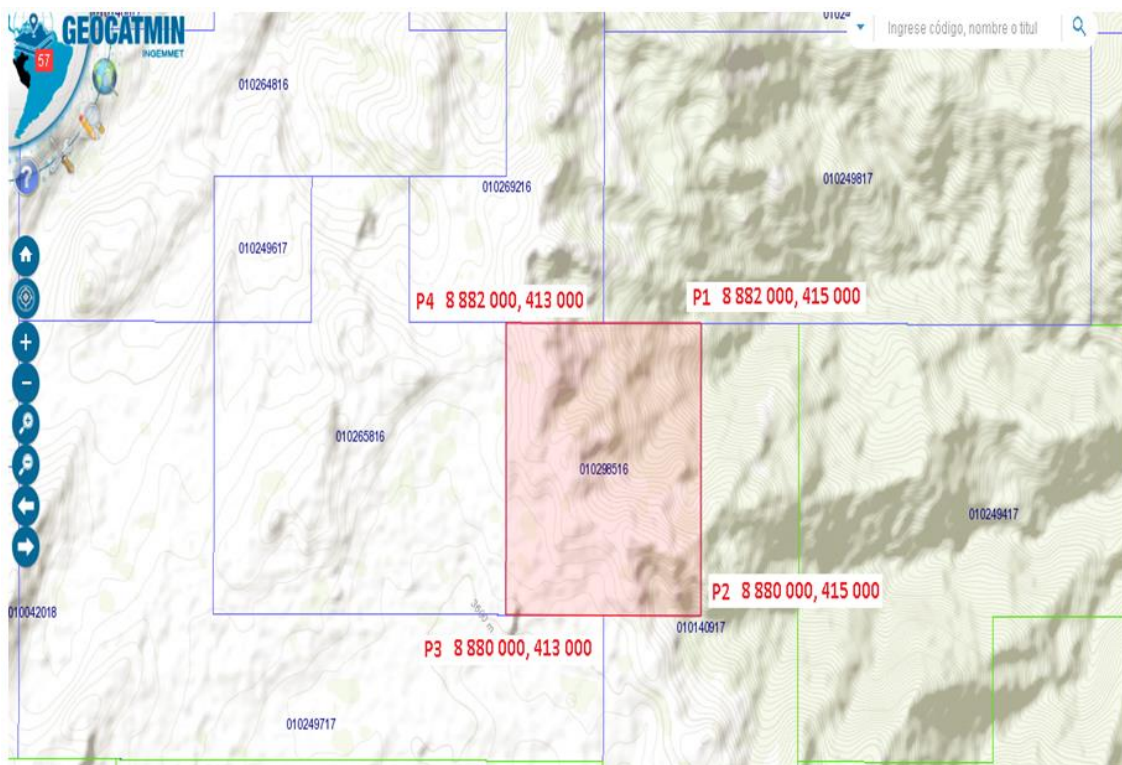 GEOCATMIN
INGEMMET
57
Ingrese código, nombre o titul
010264816
010269216
010249817
010249617
P4 8 882 000, 413 000
P1 8 882 000, 415 000
010265816
010298516
010249417
P2 8 880 000, 415 000
010042018
3600 m
010140917
P3 8 880 000, 413 000
010249717